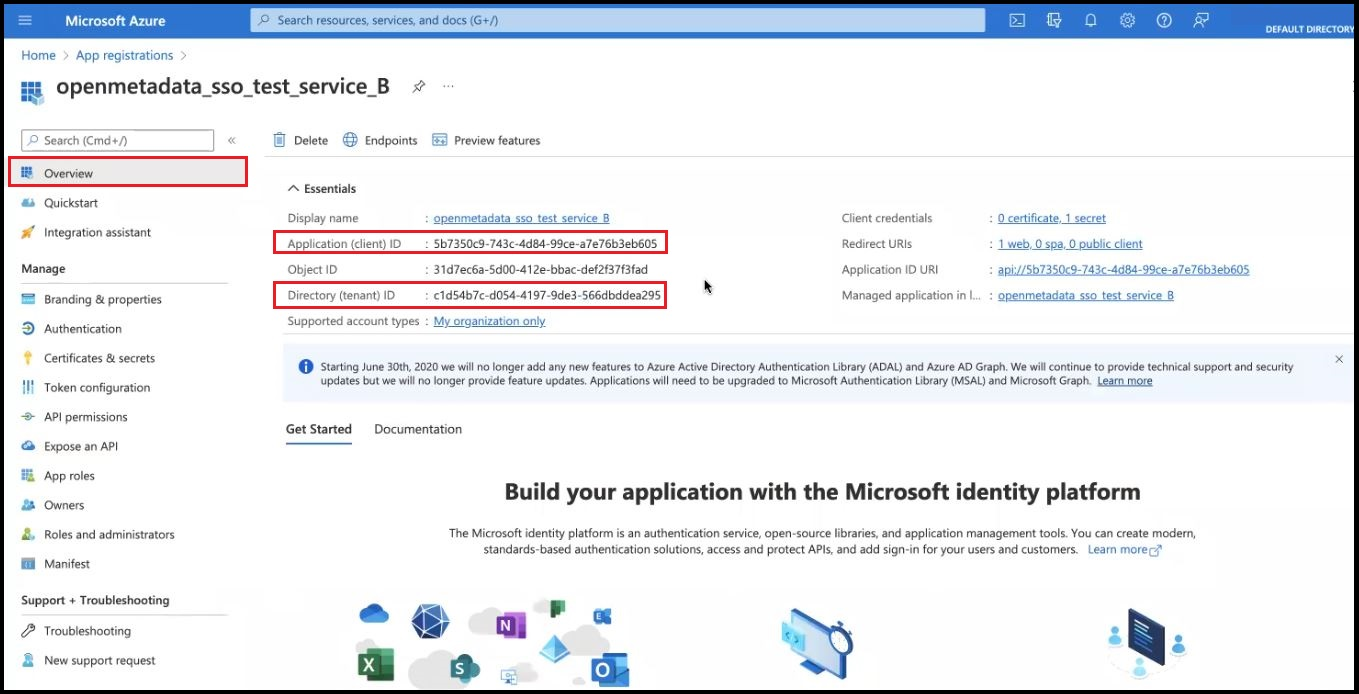 Microsoft Azure
Search resources, services, and docs (G+/)
DEFAULT DIRECTORY
Home > App registrations >
openmetadata_sso_test_service_B
...
Search (Cmd+/)
«
Delete
Endpoints
Preview features
Overview
Quickstart
Integration assistant
Manage
Branding & properties
Authentication
Certificates & secrets
Token configuration
API permissions
Expose an API
App roles
Owners
Roles and administrators
Manifest
Support + Troubleshooting
Troubleshooting
New support request
Essentials
Display name : openmetadata_sso_test_service_B
Application (client) ID : 5b7350c9-743c-4d84-99ce-a7e76b3eb605
Object ID : 31d7ec6a-5d00-412e-bbac-def2f37f3fad
Directory (tenant) ID : c1d54b7c-d054-4197-9de3-566dbddea295
Supported account types : My organization only
Client credentials : 0 certificate, 1 secret
Redirect URIs : 1 web, 0 spa, 0 public client
Application ID URI : api://5b7350c9-743c-4d84-99ce-a7e76b3eb605
Managed application in l... : openmetadata_sso_test_service_B
Starting June 30th, 2020 we will no longer add any new features to Azure Active Directory Authentication Library (ADAL) and Azure AD Graph. We will continue to provide technical support and security
updates but we will no longer provide feature updates. Applications will need to be upgraded to Microsoft Authentication Library (MSAL) and Microsoft Graph. Learn more
Get Started
Documentation
Build your application with the Microsoft identity platform
The Microsoft identity platform is an authentication service, open-source libraries, and application management tools. You can create modern,
standards-based authentication solutions, access and protect APIs, and add sign-in for your users and customers. Learn more
N
E
X
S
O